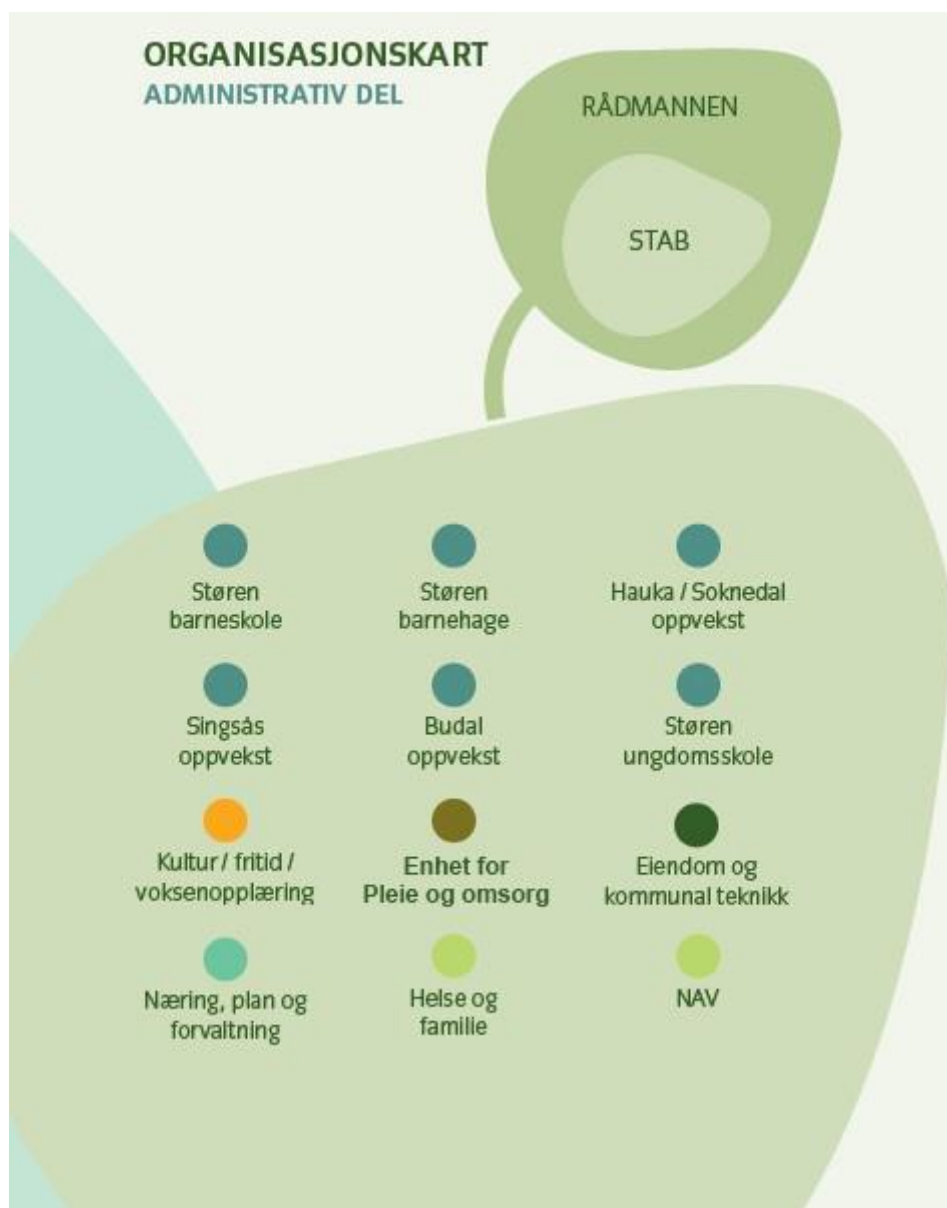 ORGANISASJONSKART
ADMINISTRATIV DEL
RÅDMANNEN
STAB
Støren
barneskole
Støren
barnehage
Hauka / Soknedal
oppvekst
Singsås
oppvekst
Budal
oppvekst
Støren
ungdomsskole
Kultur / fritid /
voksenopplæring
Enhet for
Pleie og omsorg
Eiendom og
kommunal teknikk
Næring, plan og
forvaltning
Helse og
familie
NAV